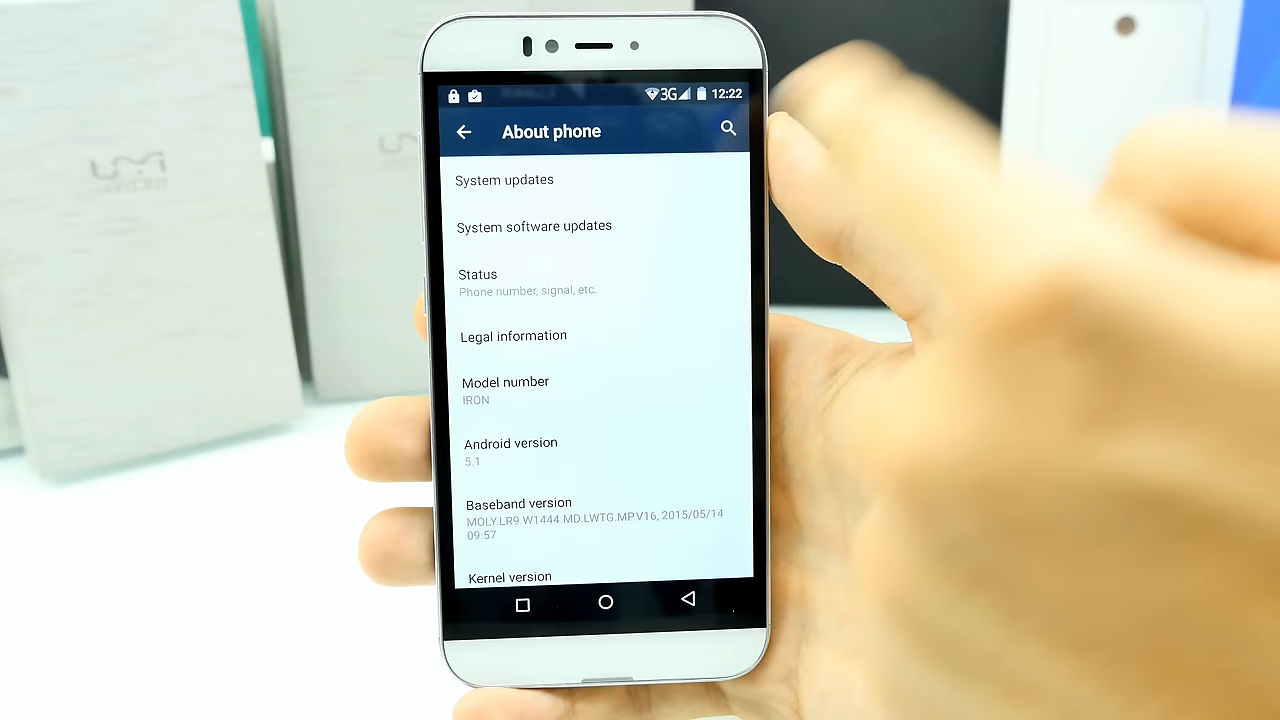 UMI
3G 12:22
About phone
System updates
System software updates
Status
Phone number, signal, etc.
Legal information
Model number
IRON
Android version
5.1
Baseband version
MOLY.LR9.W1444.MD.LWTG.MP.V16, 2015/05/14
09:57
Kernel version